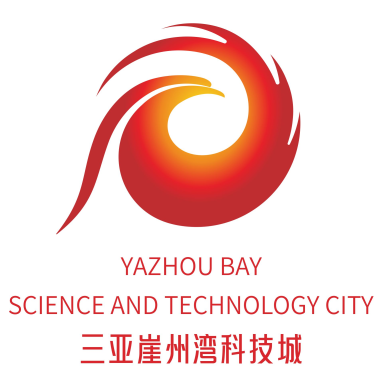 YAZHOU BAY
SCIENCE AND TECHNOLOGY CITY
三亚崖州湾科技城